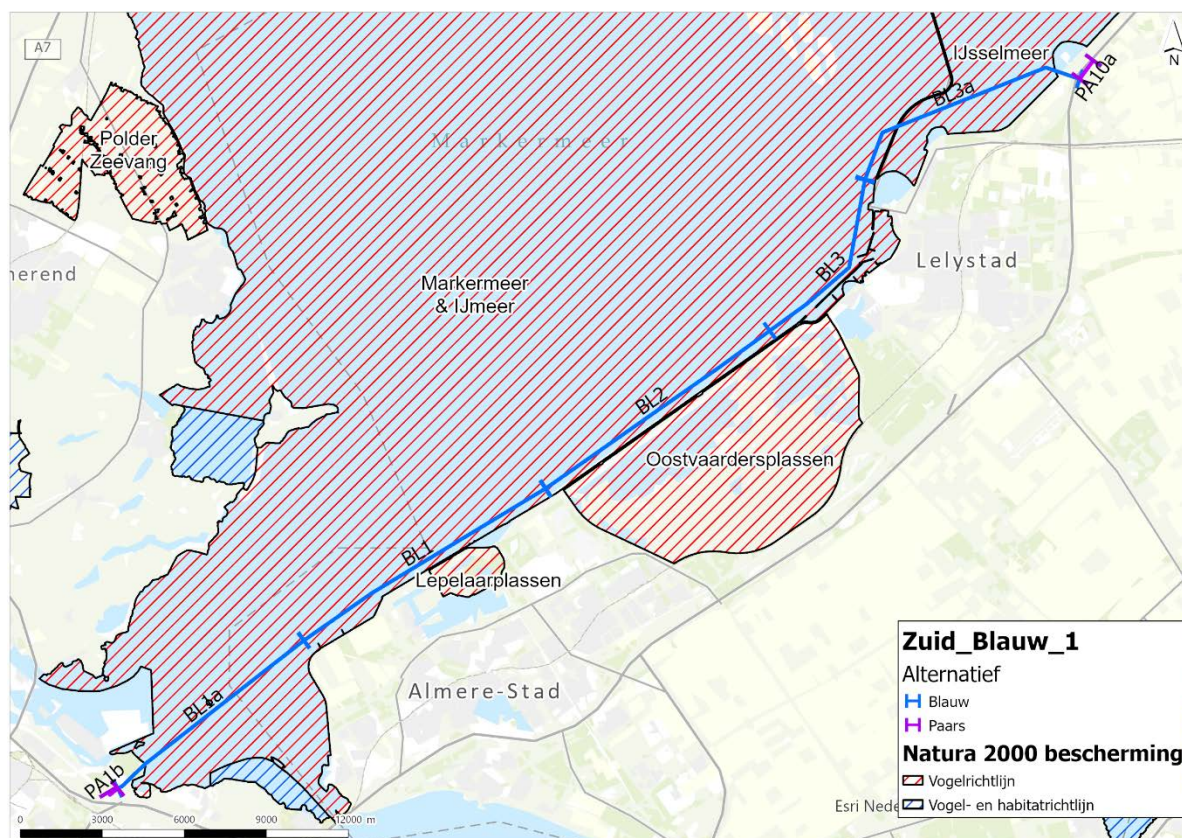 A7
IJsselmeer
N
PA10a
BL3a
Polder
Zeevang
Markermeer
merend
Lelystad
BL3
Markermeer
& IJmeer
BL2
Oostvaardersplassen
BL1
Lepelaarplassen
Almere-Stad
BL1a
PA1b
0 3000 6000 9000 12000 m
Esri Nede
Zuid_Blauw_1
Alternatief
Blauw
Paars
Natura 2000 bescherming
Vogelrichtlijn
Vogel- en habitatrichtlijn